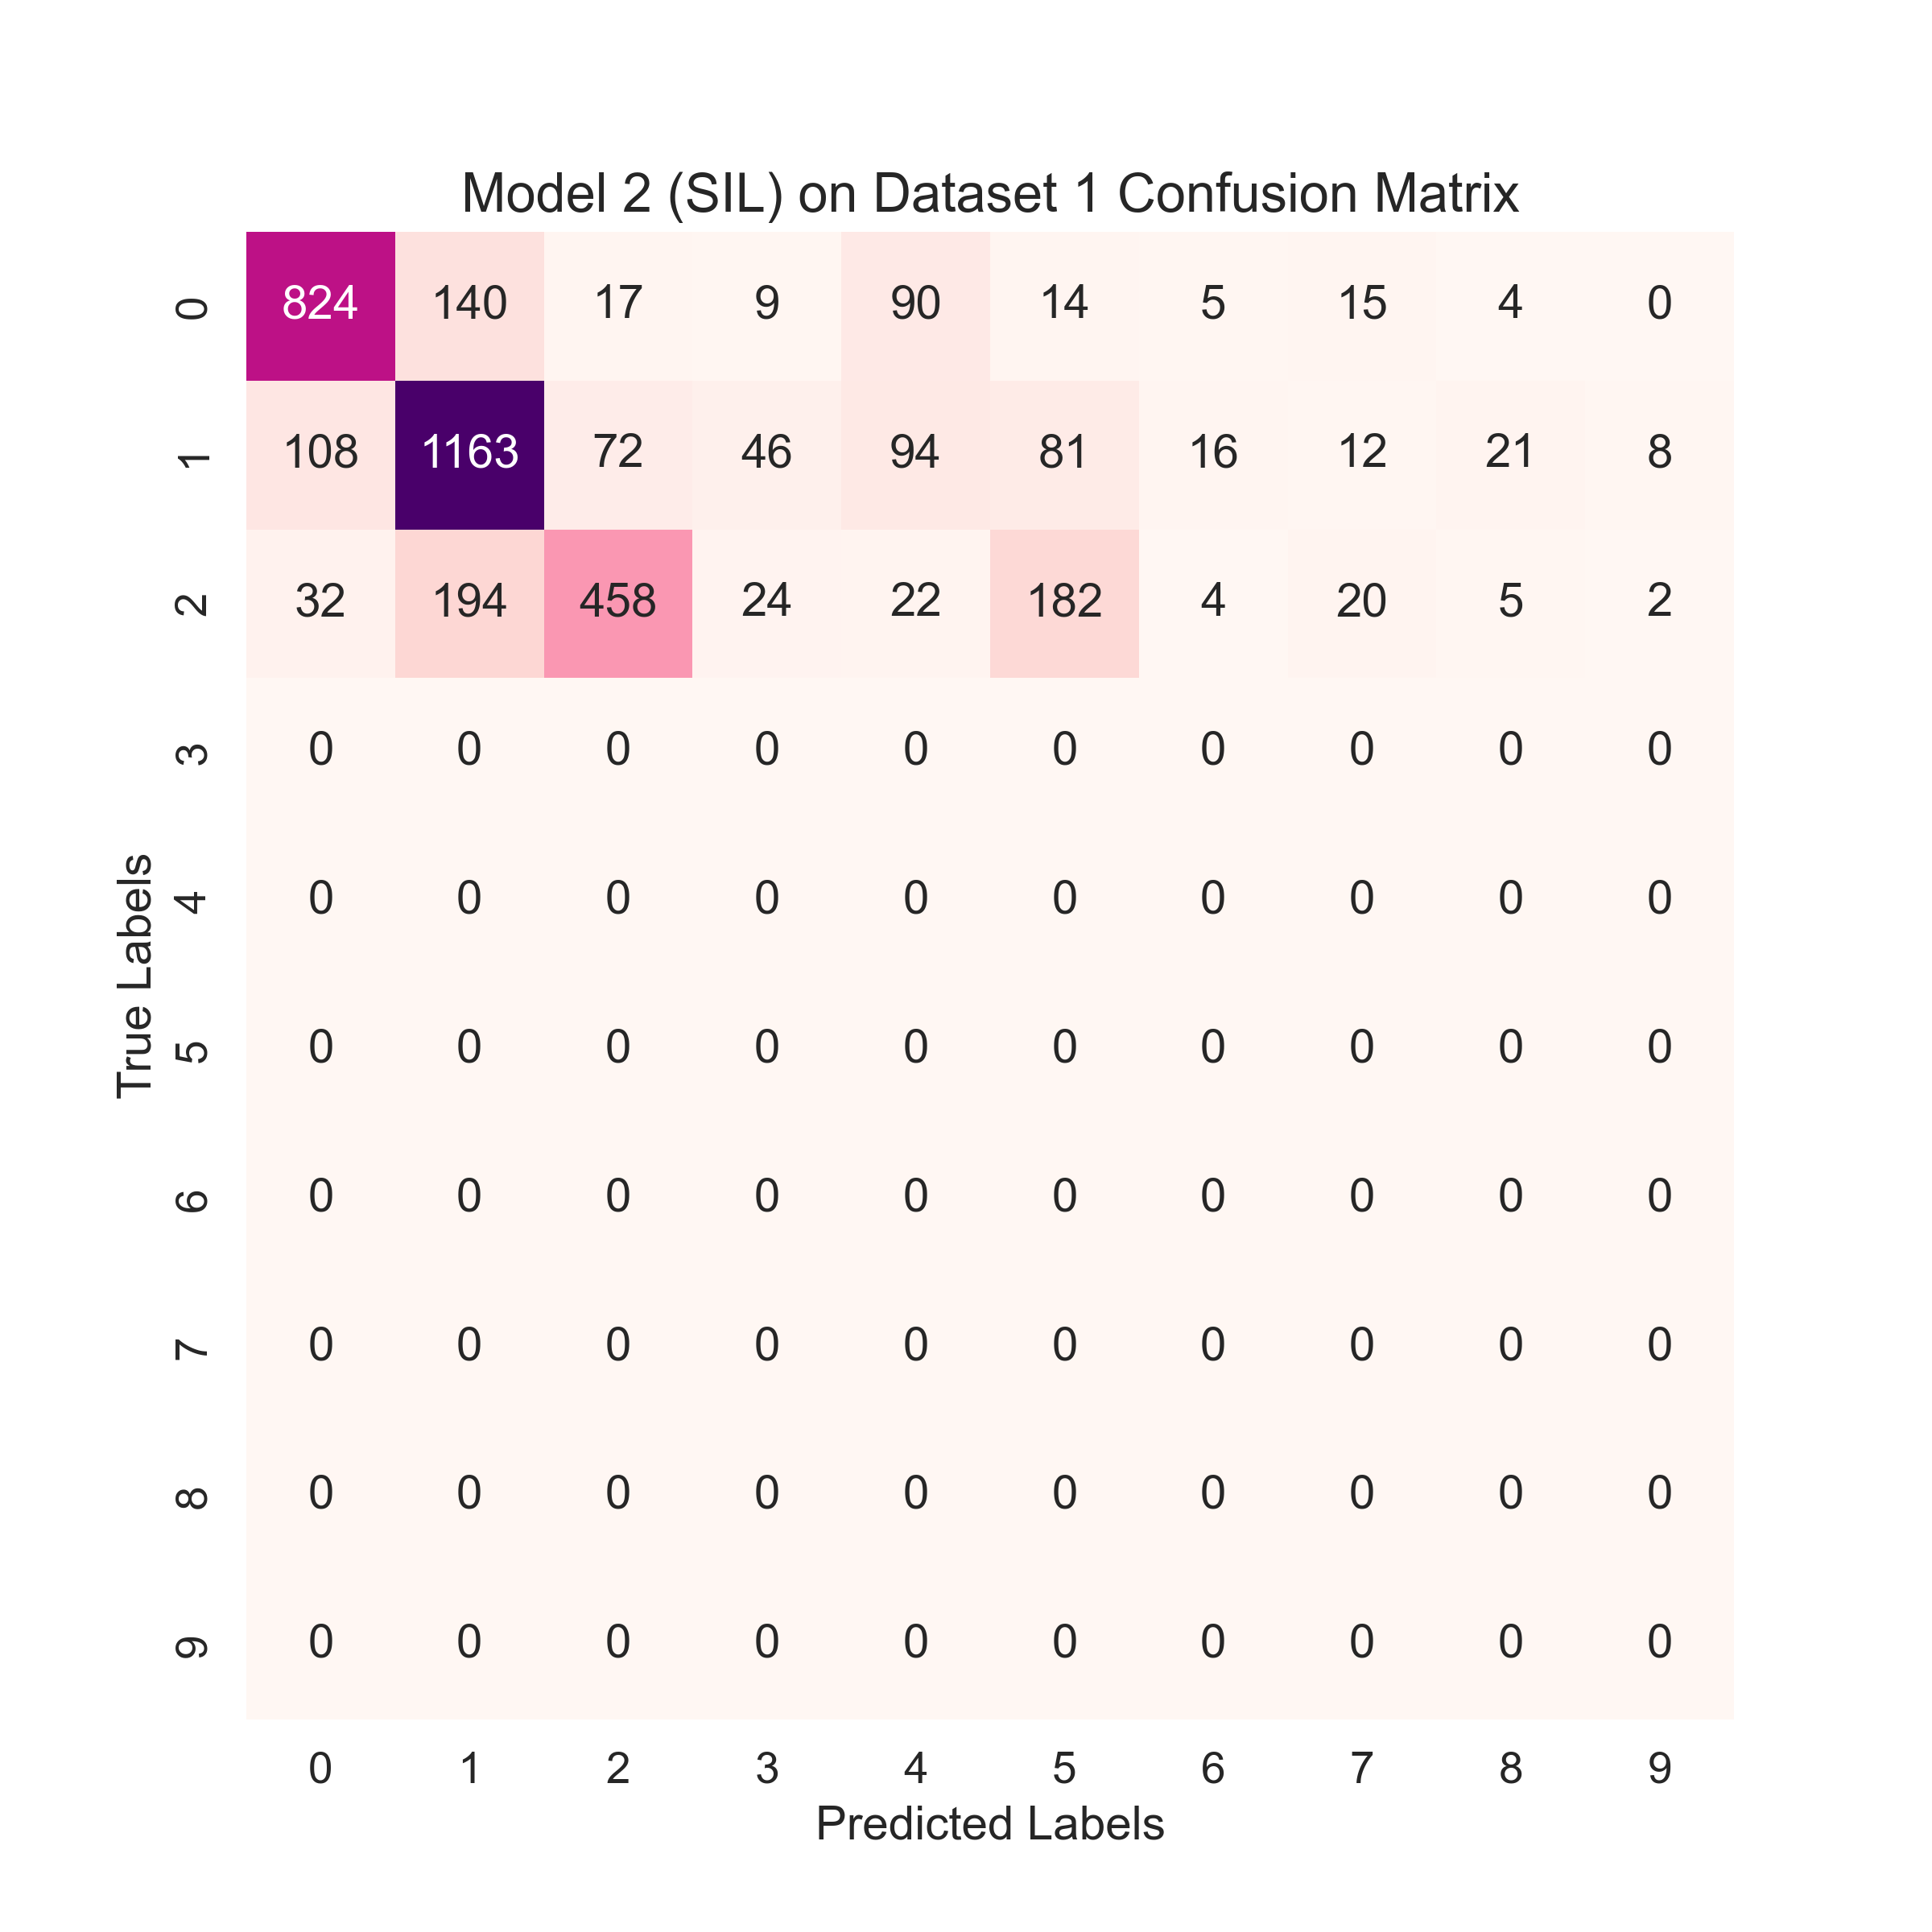 Model 2 (SIL) on Dataset 1 Confusion Matrix
0 824 140 17 9 90 14 5 15 4 0
1 108 1163 72 46 94 81 16 12 21 8
2 32 194 458 24 22 182 4 20 5 2
3 0 0 0 0 0 0 0 0 0 0
4 0 0 0 0 0 0 0 0 0 0
5 0 0 0 0 0 0 0 0 0 0
6 0 0 0 0 0 0 0 0 0 0
7 0 0 0 0 0 0 0 0 0 0
8 0 0 0 0 0 0 0 0 0 0
9 0 0 0 0 0 0 0 0 0 0
True Labels
0 1 2 3 4 5 6 7 8 9
Predicted Labels